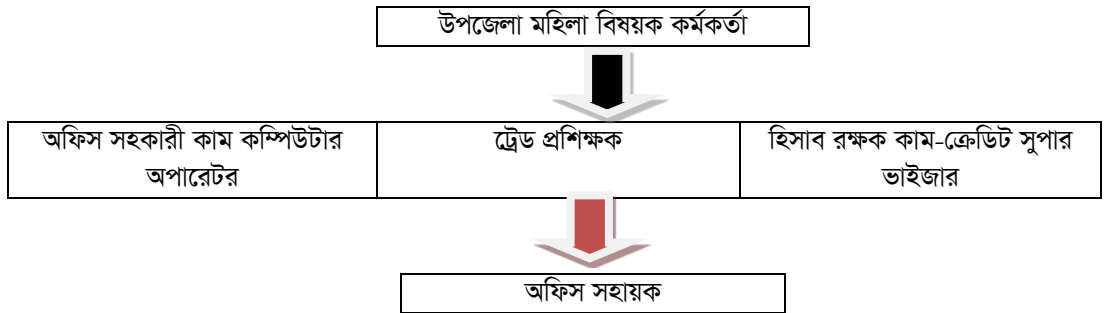 উপজেলা মহিলা বিষয়ক কর্মকর্তা
অফিস সহকারী কাম কম্পিউটার
অপারেটর
ট্রেড প্রশিক্ষক
হিসাব রক্ষক কাম-ক্রেডিট সুপার
ভাইজার
অফিস সহায়ক